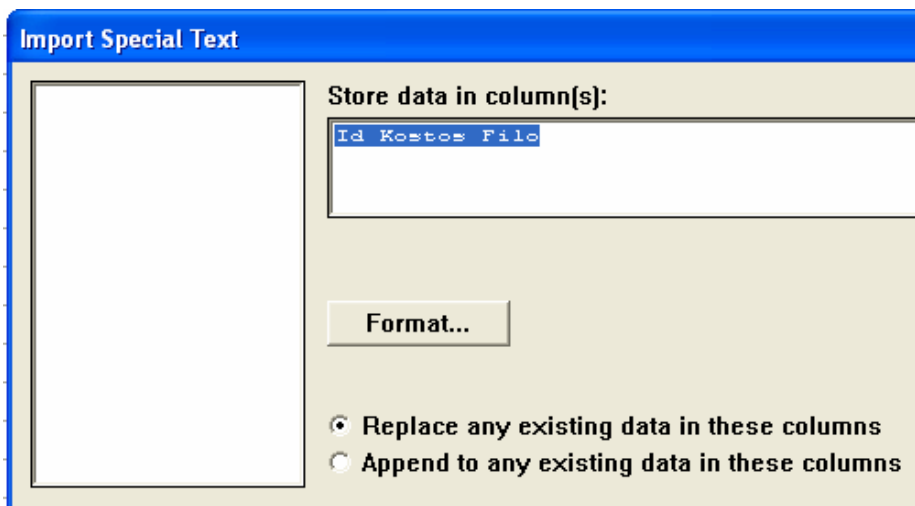 Import Special Text
Store data in column(s):
Id Kostos Filo
Format...
Replace any existing data in these columns
Append to any existing data in these columns